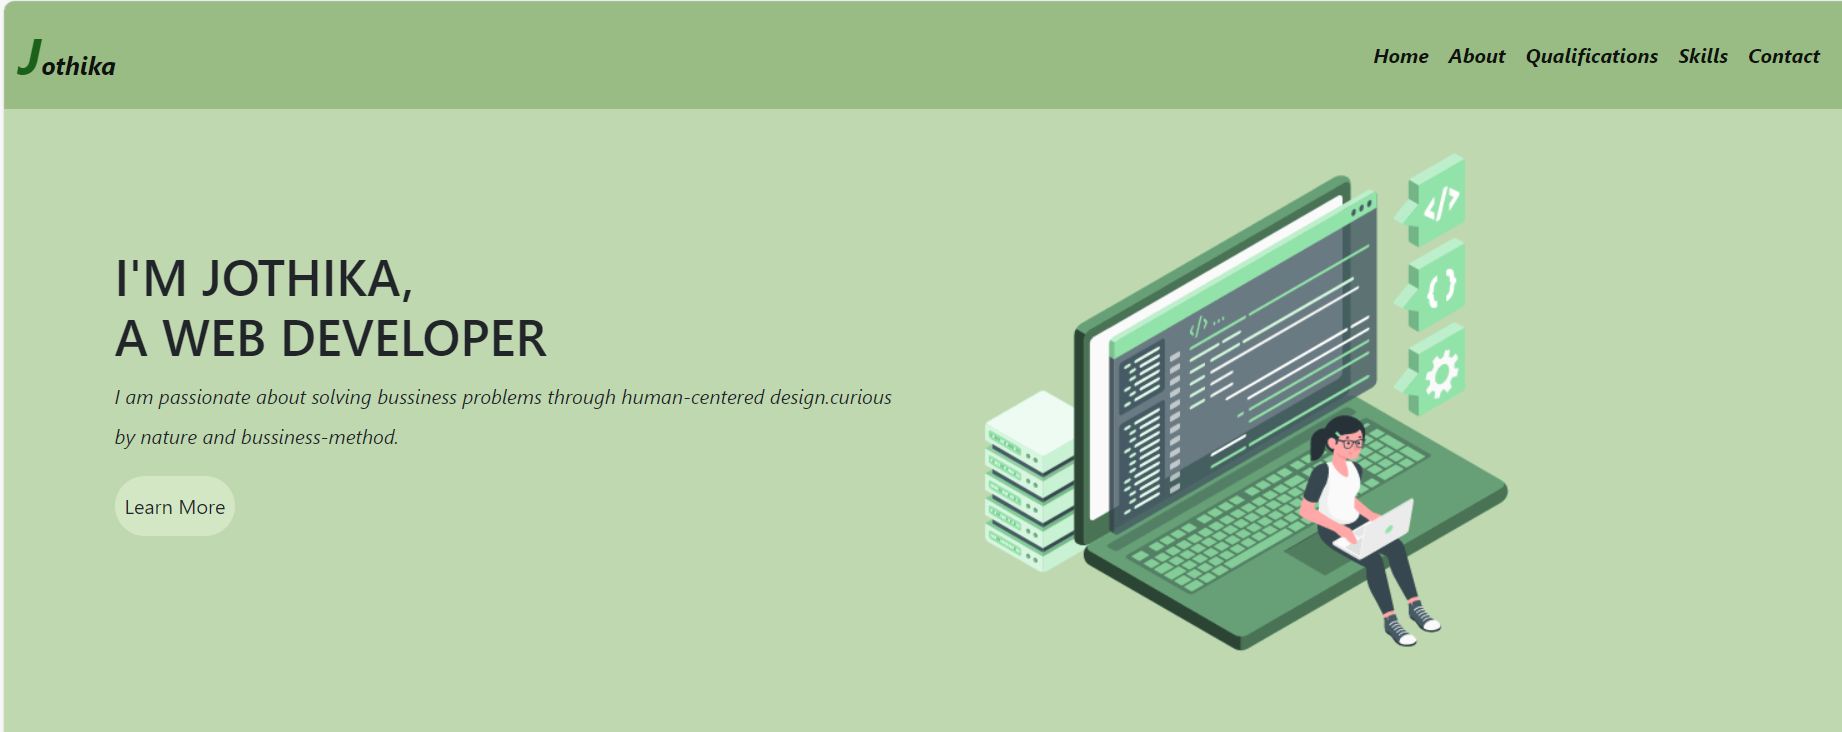 Jothika
Home About Qualifications Skills Contact
I'M JOTHIKA,
A WEB DEVELOPER
I am passionate about solving bussiness problems through human-centered design.curious
by nature and bussiness-method.
Learn More